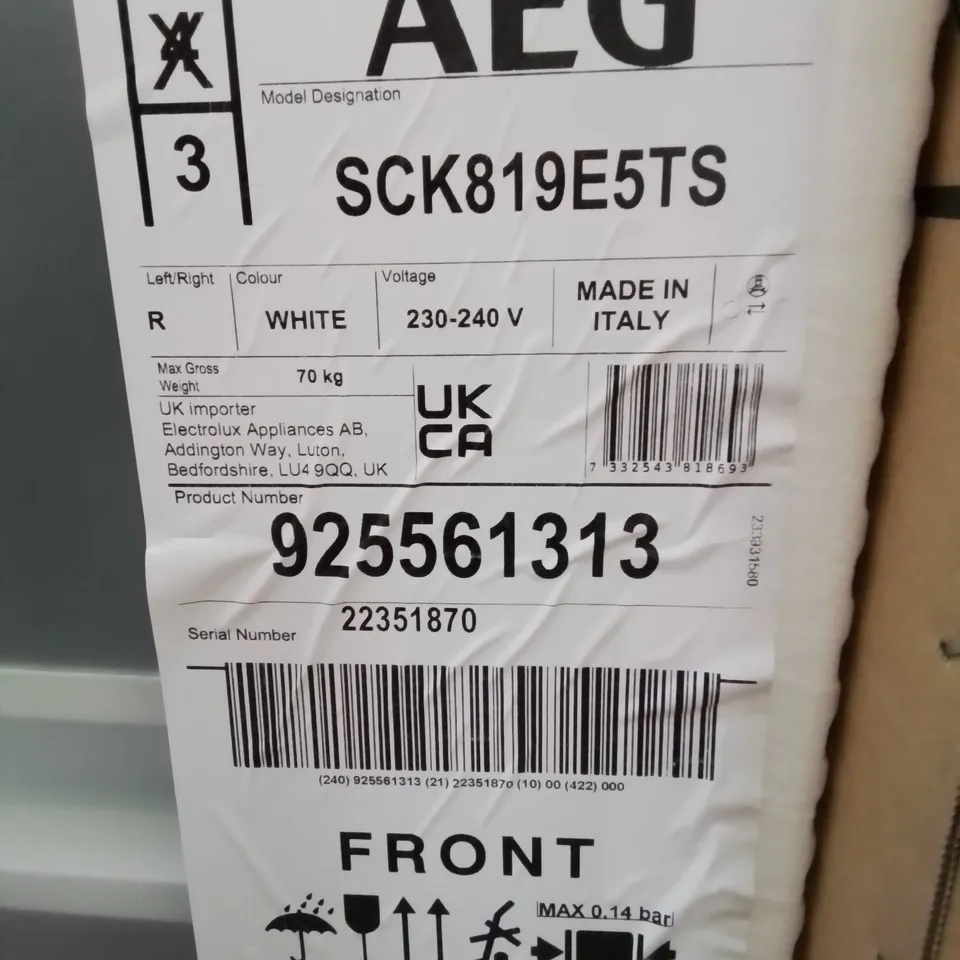 AEG
Model Designation
3
SCK819E5TS
Left/Right
Colour
Voltage
R
WHITE
230-240 V
MADE IN
ITALY
Max Gross
Weight
70 kg
UK importer
Electrolux Appliances AB,
Addington Way, Luton,
Bedfordshire, LU4 9QQ, UK
UK
CA
7 332543 818693
Product Number
925561313
233931580
22351870
Serial Number
(240) 925561313 (21) 22351870 (10) 00 (422) 000
FRONT
MAX 0.14 bar